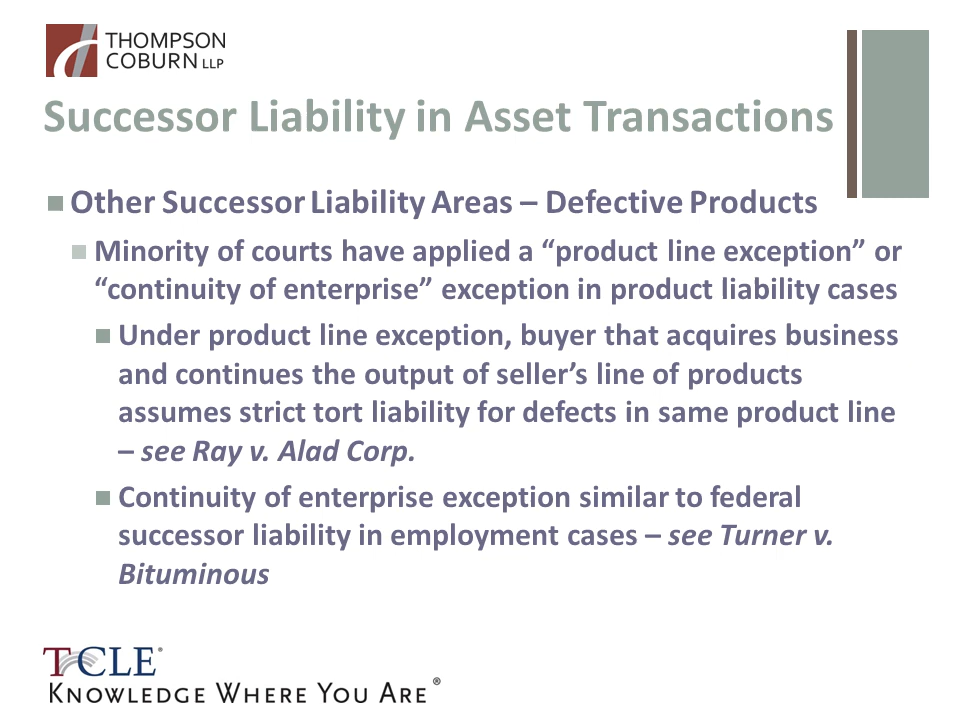 THOMPSON
COBURN LLP
Successor Liability in Asset Transactions
Other Successor Liability Areas – Defective Products
Minority of courts have applied a “product line exception” or
“continuity of enterprise” exception in product liability cases
Under product line exception, buyer that acquires business
and continues the output of seller’s line of products
assumes strict tort liability for defects in same product line
– see Ray v. Alad Corp.
Continuity of enterprise exception similar to federal
successor liability in employment cases – see Turner v.
Bituminous
TCLE®
KNOWLEDGE WHERE YOU ARE®